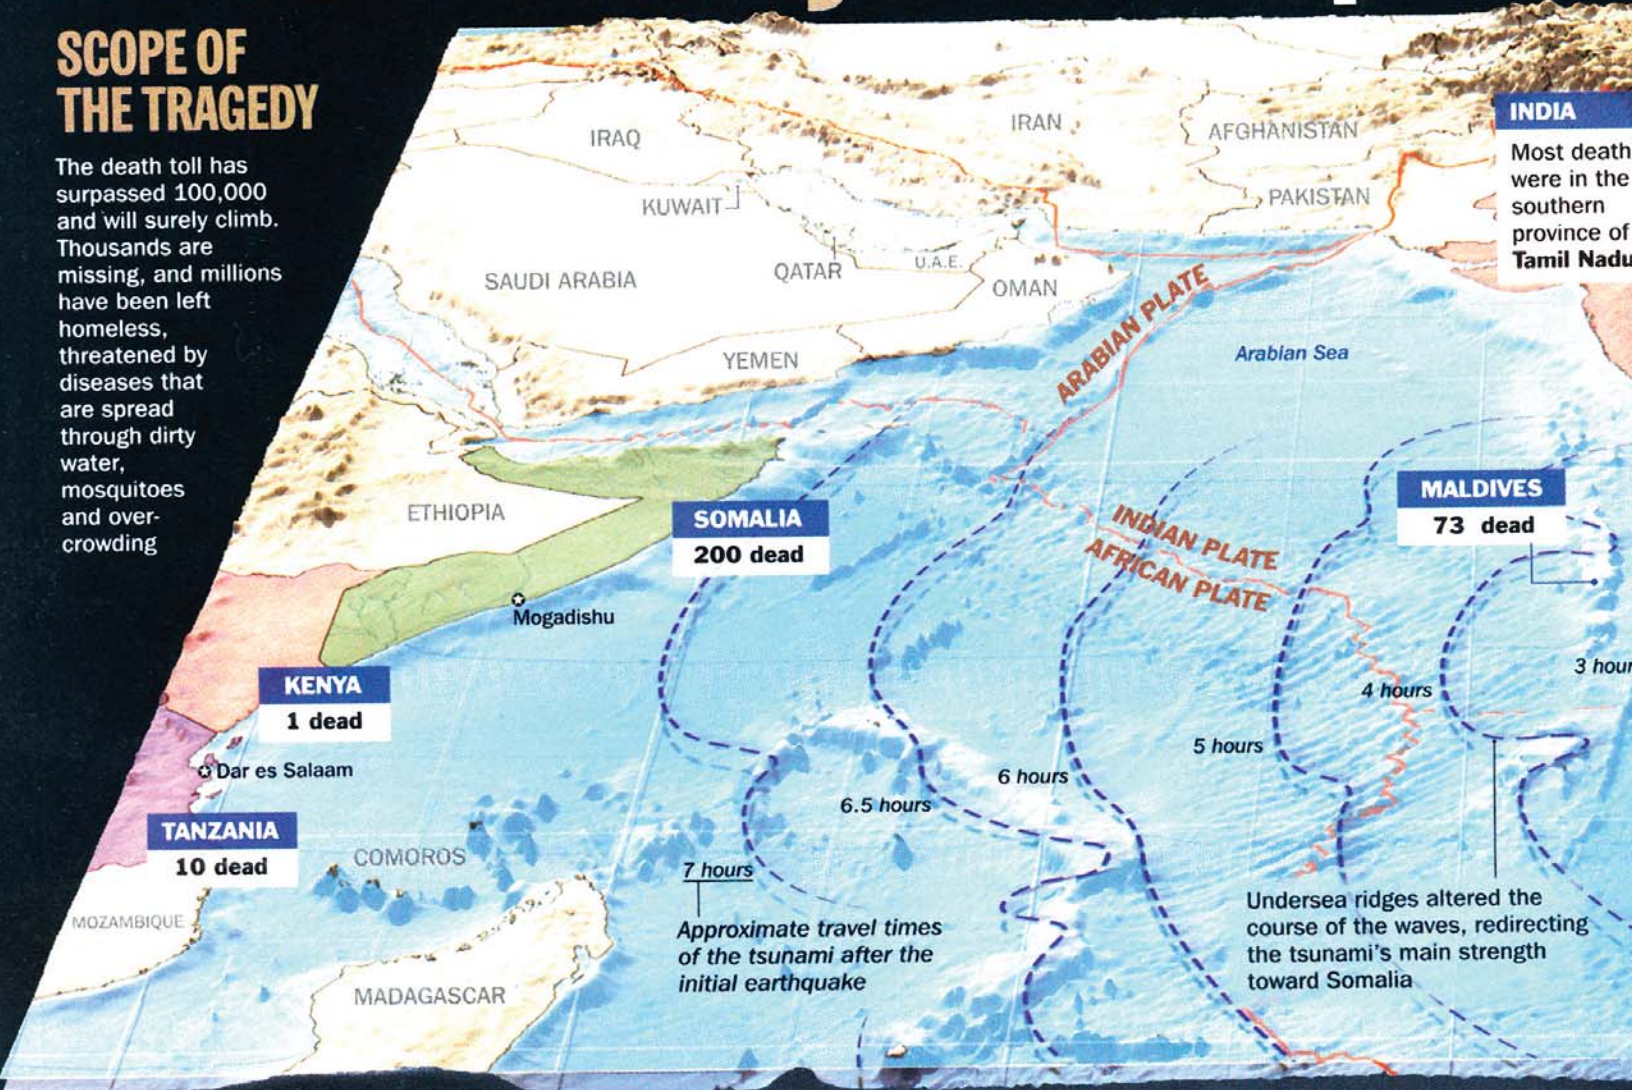 SCOPE OF
THE TRAGEDY
The death toll has
surpassed 100,000
and will surely climb.
Thousands are
missing, and millions
have been left
homeless,
threatened by
diseases that
are spread
through dirty
water,
mosquitoes
and over-
crowding
IRAQ
IRAN
AFGHANISTAN
KUWAIT
PAKISTAN
SAUDI ARABIA
QATAR
U.A.E.
OMAN
YEMEN
INDIA
Most death
were in the
southern
province of
Tamil Nadu
ARABIAN PLATE
Arabian Sea
ETHIOPIA
SOMALIA
200 dead
INDIAN PLATE
AFRICAN PLATE
MALDIVES
73 dead
Mogadishu
KENYA
1 dead
3 hour
4 hours
5 hours
6 hours
6.5 hours
7 hours
Approximate travel times
of the tsunami after the
initial earthquake
Dar es Salaam
TANZANIA
10 dead
COMOROS
MOZAMBIQUE
MADAGASCAR
Undersea ridges altered the
course of the waves, redirecting
the tsunami's main strength
toward Somalia